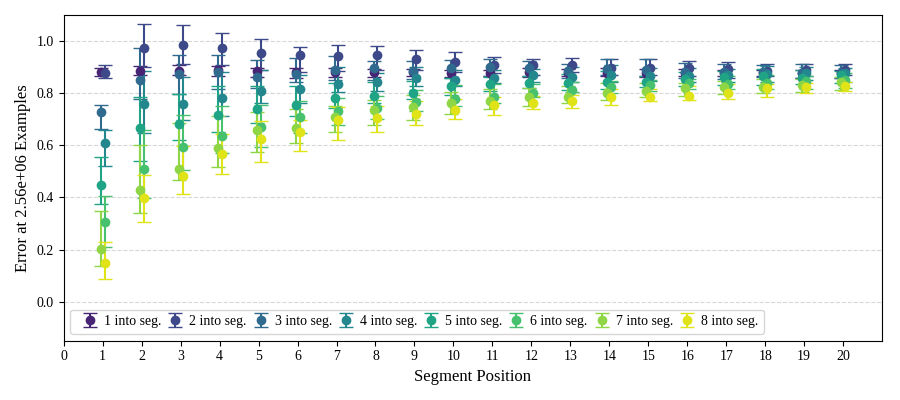 Error at 2.56e+06 Examples
1.0
0.8
0.6
0.4
0.2
0.0
1 into seg. 2 into seg. 3 into seg. 4 into seg. 5 into seg. 6 into seg. 7 into seg. 8 into seg.
0 1 2 3 4 5 6 7 8 9 10 11 12 13 14 15 16 17 18 19 20
Segment Position